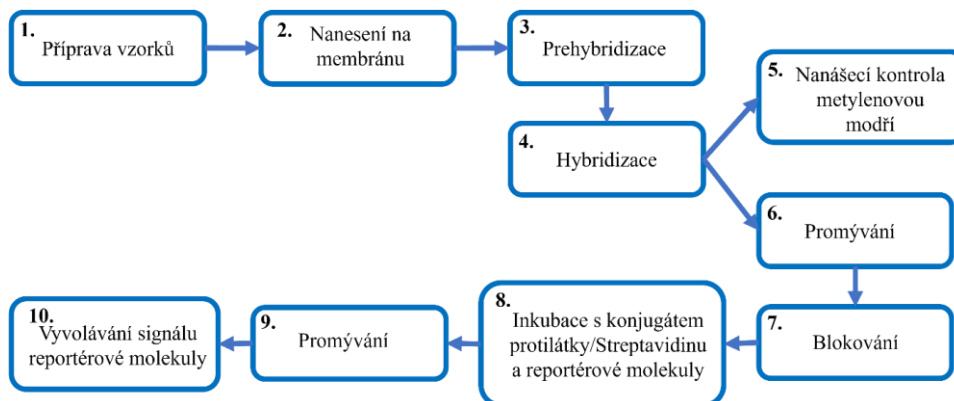 1.
Příprava vzorků
2.
Nanesení na
membránu
3.
Prehybridizace
4.
Hybridizace
5.
Nanášecí kontrola
metylenovou
modří
6.
Promývání
7.
Blokování
8.
Inkubace s konjugátem
protilátky/Streptavidinu
a reportérové molekuly
9.
Promývání
10.
Vyvolávání signálu
reportérové molekuly